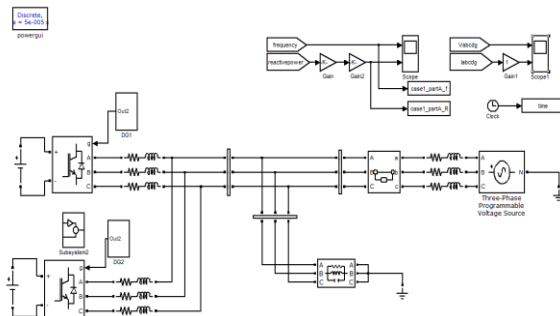 Discrete,
s = 5e-005 s
powergui
frequency
reactivepower
-K-
Gain
-K-
Gain2
Scope
case1_partA_f
case1_partA_R
Vabcdg
Iabcdg
Gain1
Scope1
Clock
time
Out2
DG1
g
+
-
A
B
C
A
B
C
a
b
c
A
B
C
N
Three-Phase
Programmable
Voltage Source
Subsystem2
Out2
DG2
g
+
-
A
B
C
A
B
C
A
B
C